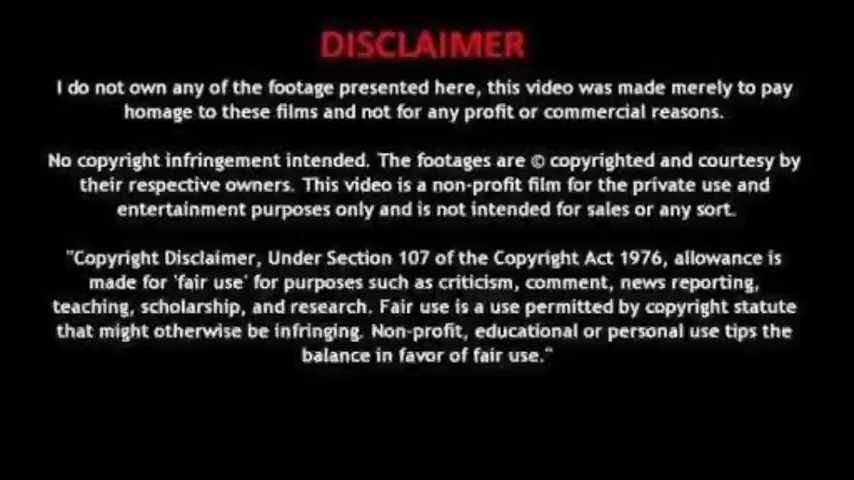 DISCLAIMER
I do not own any of the footage presented here, this video was made merely to pay
homage to these films and not for any profit or commercial reasons.
No copyright infringement intended. The footages are © copyrighted and courtesy by
their respective owners. This video is a non-profit film for the private use and
entertainment purposes only and is not intended for sales or any sort.
"Copyright Disclaimer, Under Section 107 of the Copyright Act 1976, allowance is
made for 'fair use' for purposes such as criticism, comment, news reporting,
teaching, scholarship, and research. Fair use is a use permitted by copyright statute
that might otherwise be infringing. Non-profit, educational or personal use tips the
balance in favor of fair use."